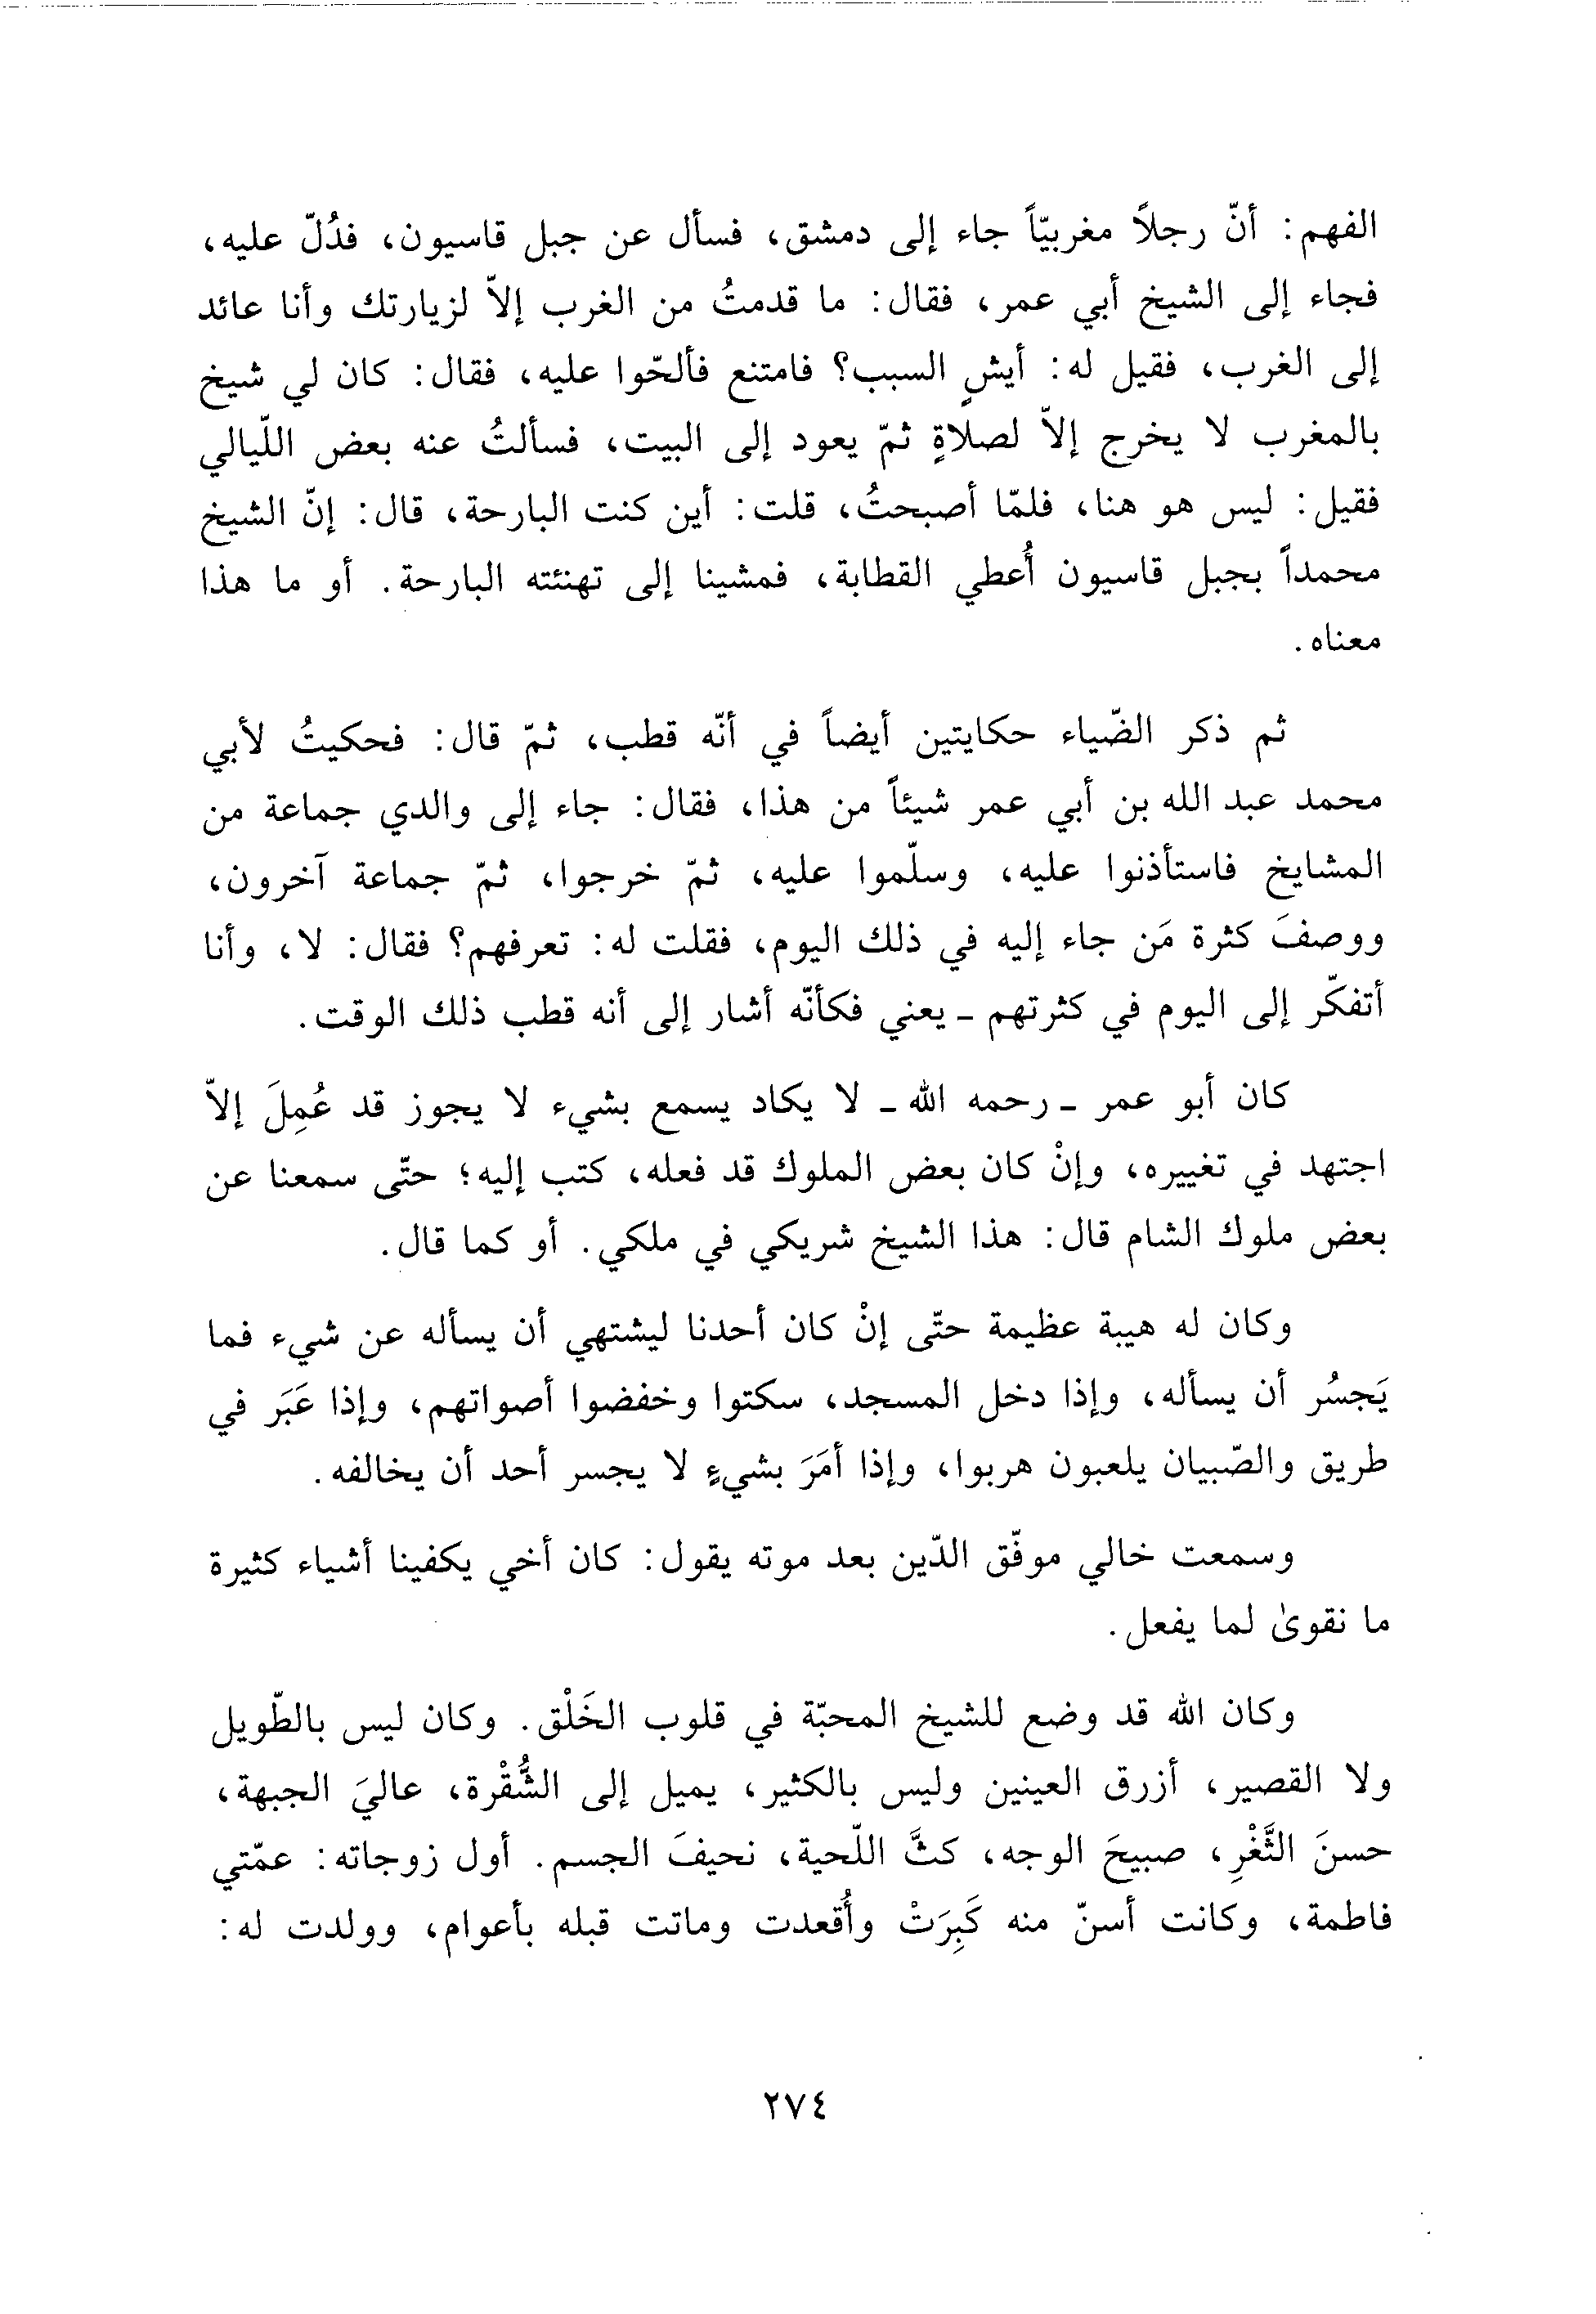 الفهم: أنّ رجلاً مغربيّاً جاء إلى دمشق، فسأل عن جبل قاسيون، فدُلّ عليه،
فجاء إلى الشيخ أبي عمر، فقال: ما قدمتُ من الغرب إلاّ لزيارتك وأنا عائد
إلى الغرب، فقيل له: أيشٍ السبب؟ فامتنع فألحّوا عليه، فقال: كان لي شيخ
بالمغرب لا يخرج إلاّ لصلاةٍ ثمّ يعود إلى البيت، فسألتُ عنه بعض اللّيالي
فقيل: ليس هو هنا، فلمّا أصبحتُ، قلت: أين كنت البارحة، قال: إنّ الشيخ
محمداً بجبل قاسيون أُعطي القطابة، فمشينا إلى تهنئته البارحة. أو ما هذا
معناه.
ثم ذكر الضّياء حكايتين أيضاً في أنّه قطب، ثمّ قال: فحكيتُ لأبي
محمد عبد الله بن أبي عمر شيئاً من هذا، فقال: جاء إلى والدي جماعة من
المشايخ فاستأذنوا عليه، وسلّموا عليه، ثمّ خرجوا، ثمّ جماعة آخرون،
ووصفَ كثرة مَن جاء إليه في ذلك اليوم، فقلت له: تعرفهم؟ فقال: لا، وأنا
أتفكّر إلى اليوم في كثرتهم - يعني فكأنّه أشار إلى أنه قطب ذلك الوقت.
كان أبو عمر - رحمه الله - لا يكاد يسمع بشيء لا يجوز قد عُمِلَ إلاّ
اجتهد في تغييره، وإنْ كان بعض الملوك قد فعله، كتب إليه؛ حتّى سمعنا عن
بعض ملوك الشام قال: هذا الشيخ شريكي في ملكي. أو كما قال.
وكان له هيبة عظيمة حتّى إنْ كان أحدنا ليشتهي أن يسأله عن شيء فما
يَجسُر أن يسأله، وإذا دخل المسجد، سكتوا وخفضوا أصواتهم، وإذا عَبَر في
طريق والصّبيان يلعبون هربوا، وإذا أمَرَ بشيءٍ لا يجسر أحد أن يخالفه.
وسمعت خالي موفّق الدّين بعد موته يقول: كان أخي يكفينا أشياء كثيرة
ما نقوىٰ لما يفعل.
وكان الله قد وضع للشيخ المحبّة في قلوب الخَلْق. وكان ليس بالطّويل
ولا القصير، أزرق العينين وليس بالكثير، يميل إلى الشُّقْرة، عاليَ الجبهة،
حسنَ الثَّغْرِ، صبيحَ الوجه، كثَّ اللّحية، نحيفَ الجسم. أول زوجاته: عمّتي
فاطمة، وكانت أسنّ منه كَبِرَتْ وأُقعدت وماتت قبله بأعوام، وولدت له:
٢٧٤